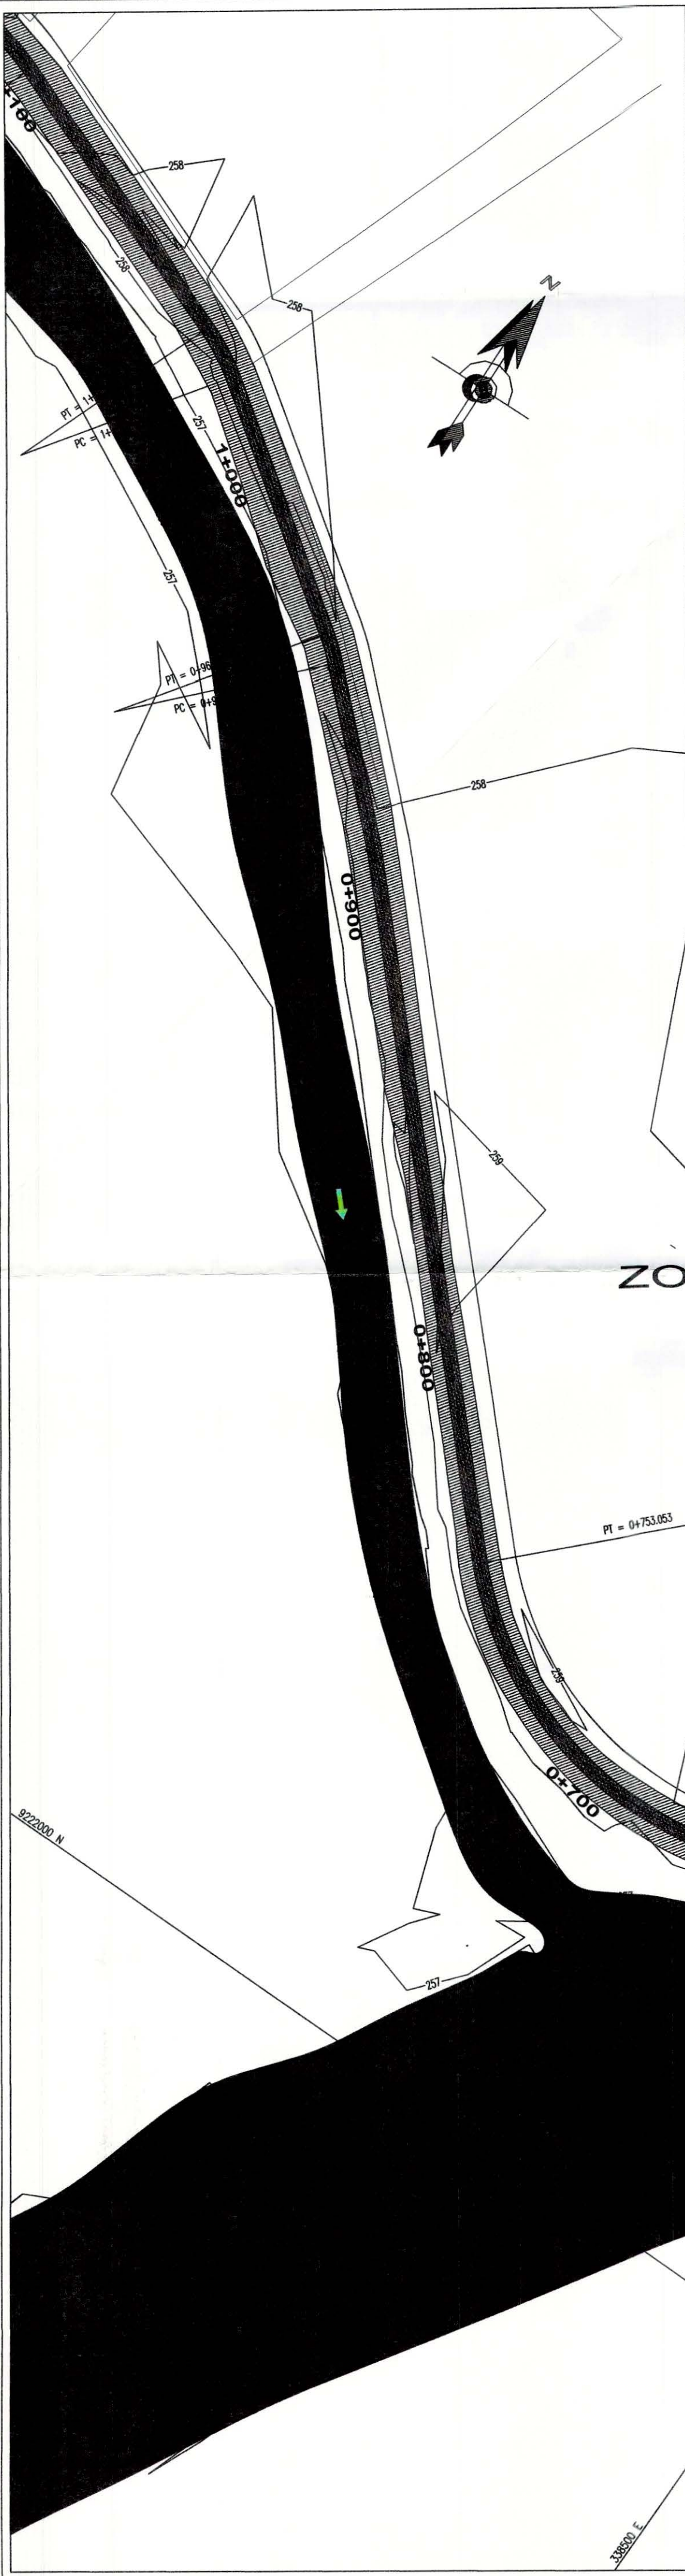 +100
258
258
N
258
PT = 1+
PC = 1+
257
1+000
257
PT = 0+96
PC = 0+9
258
0+900
259
ZO
0+800
PT = 0+753.053
259
0+700
9222000 N
257
338500 E